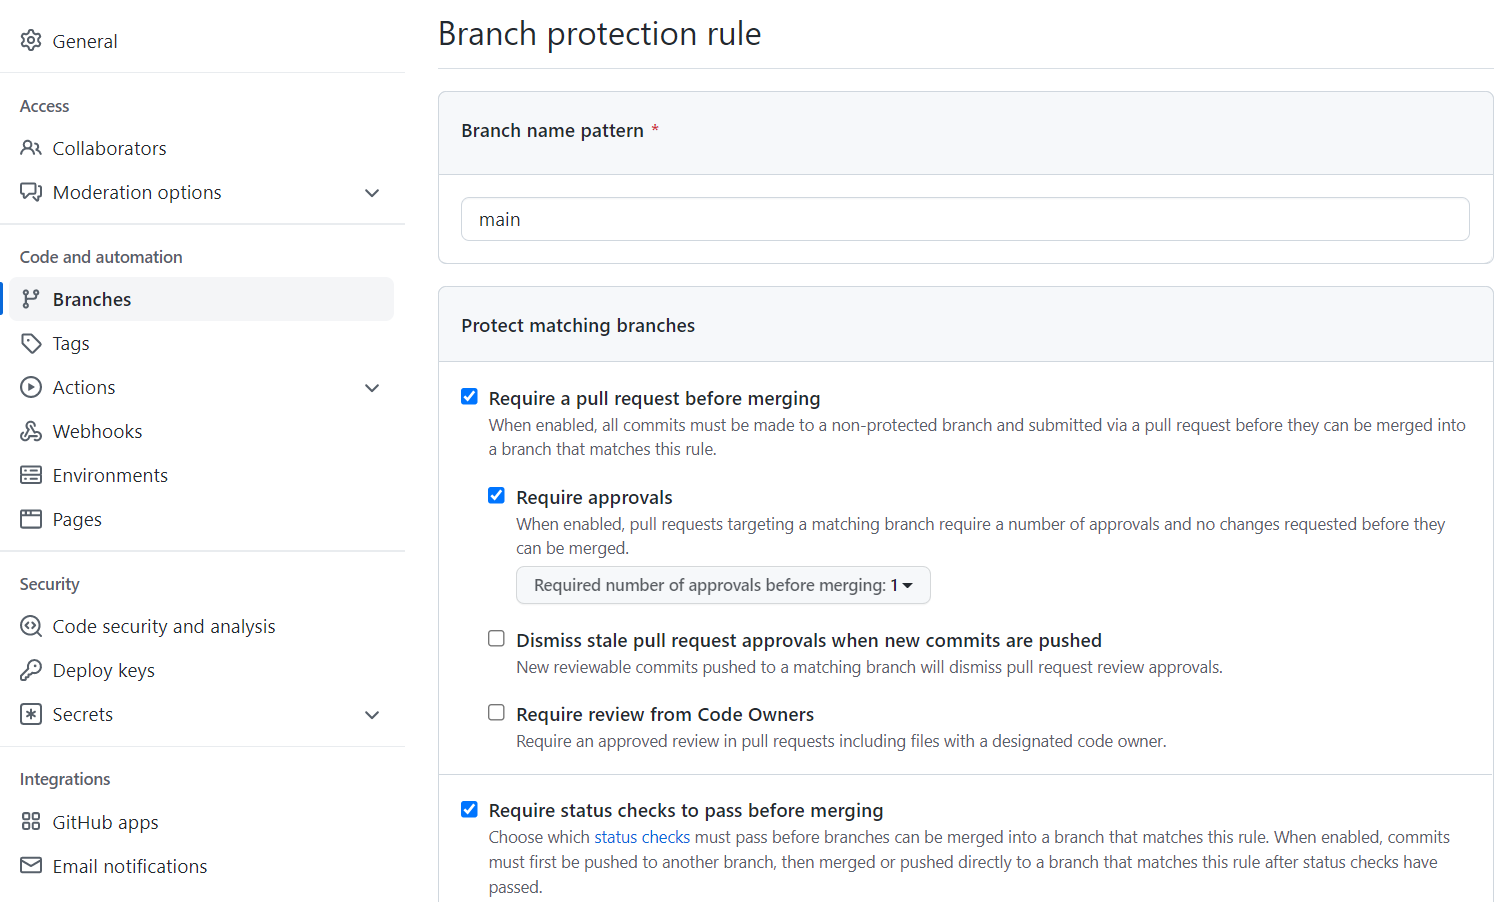 General
Access
Collaborators
Moderation options
Code and automation
Branches
Tags
Actions
Webhooks
Environments
Pages
Security
Code security and analysis
Deploy keys
Secrets
Integrations
GitHub apps
Email notifications
Branch protection rule
Branch name pattern *
main
Protect matching branches
Require a pull request before merging
When enabled, all commits must be made to a non-protected branch and submitted via a pull request before they can be merged into
a branch that matches this rule.
Require approvals
When enabled, pull requests targeting a matching branch require a number of approvals and no changes requested before they
can be merged.
Required number of approvals before merging: 1
Dismiss stale pull request approvals when new commits are pushed
New reviewable commits pushed to a matching branch will dismiss pull request review approvals.
Require review from Code Owners
Require an approved review in pull requests including files with a designated code owner.
Require status checks to pass before merging
Choose which status checks must pass before branches can be merged into a branch that matches this rule. When enabled, commits
must first be pushed to another branch, then merged or pushed directly to a branch that matches this rule after status checks have
passed.